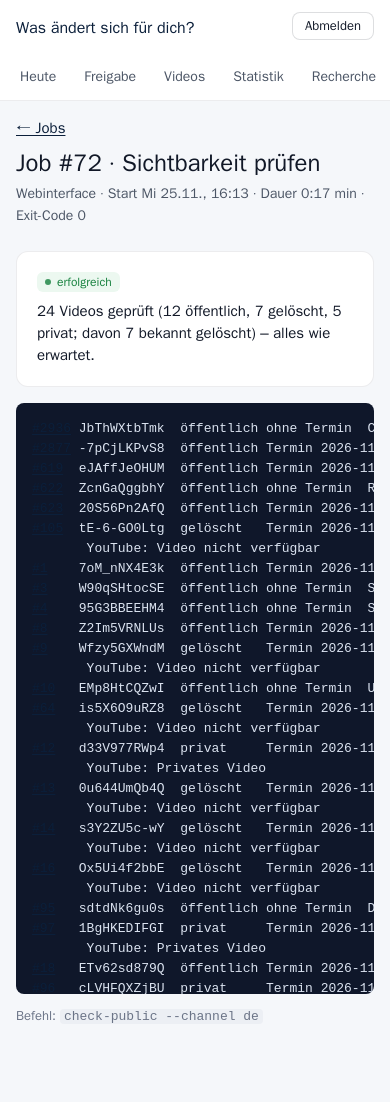 Was ändert sich für dich?
Abmelden
Heute Freigabe Videos Statistik Recherche
← Jobs
Job #72 · Sichtbarkeit prüfen
Webinterface · Start Mi 25.11., 16:13 · Dauer 0:17 min ·
Exit-Code 0
erfolgreich
24 Videos geprüft (12 öffentlich, 7 gelöscht, 5
privat; davon 7 bekannt gelöscht) – alles wie
erwartet.
JbThWXtbTmk öffentlich ohne Termin C
-7pCjLKPvS8 öffentlich Termin 2026-11
eJAffJeOHUM öffentlich Termin 2026-11
ZcnGaQggbhY öffentlich ohne Termin R
20S56Pn2AfQ öffentlich Termin 2026-11
tE-6-GO0Ltg gelöscht Termin 2026-11
YouTube: Video nicht verfügbar
7oM_nNX4E3k öffentlich Termin 2026-11
W90qSHtocSE öffentlich ohne Termin S
95G3BBEEHM4 öffentlich ohne Termin S
Z2Im5VRNLUs öffentlich Termin 2026-11
Wfzy5GXWndM gelöscht Termin 2026-11
YouTube: Video nicht verfügbar
EMp8HtCQZwI öffentlich ohne Termin U
is5X6O9uRZ8 gelöscht Termin 2026-11
YouTube: Video nicht verfügbar
d33V977RWp4 privat Termin 2026-11
YouTube: Privates Video
0u644UmQb4Q gelöscht Termin 2026-11
YouTube: Video nicht verfügbar
s3Y2ZU5c-wY gelöscht Termin 2026-11
YouTube: Video nicht verfügbar
Ox5Ui4f2bbE gelöscht Termin 2026-11
YouTube: Video nicht verfügbar
sdtdNk6gu0s öffentlich ohne Termin D
1BgHKEDIFGI privat Termin 2026-11
YouTube: Privates Video
ETv62sd879Q öffentlich Termin 2026-11
cLVHFQXZjBU privat Termin 2026-11
Befehl: check-public --channel de